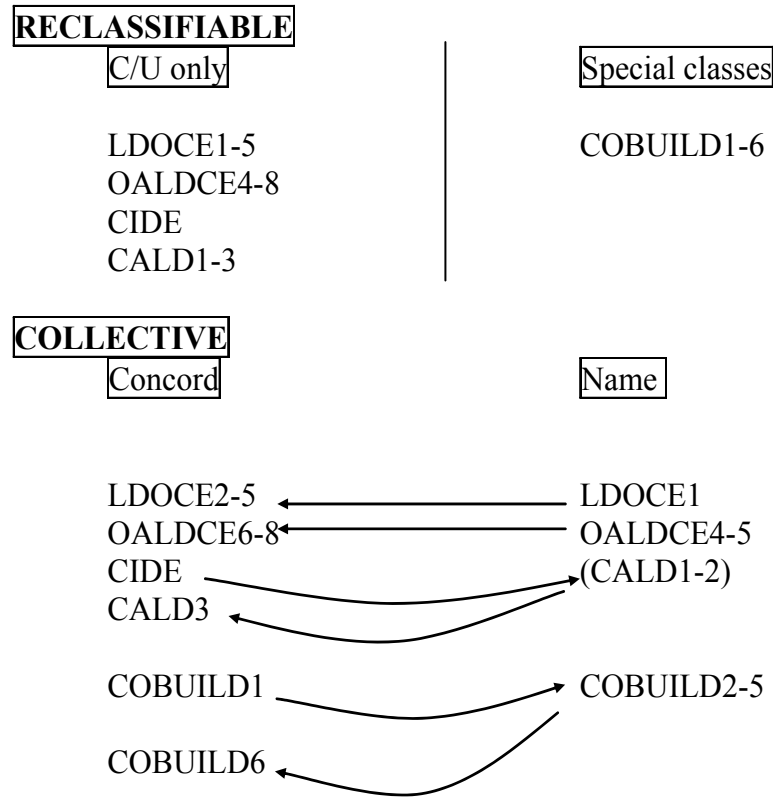 RECLASSIFIABLE
C/U only Special classes
LDOCE1-5 COBUILD1-6
OALDCE4-8
CIDE
CALD1-3
COLLECTIVE
Concord Name
LDOCE2-5 LDOCE1
OALDCE6-8 OALDCE4-5
CIDE (CALD1-2)
CALD3
COBUILD1 COBUILD2-5
COBUILD6